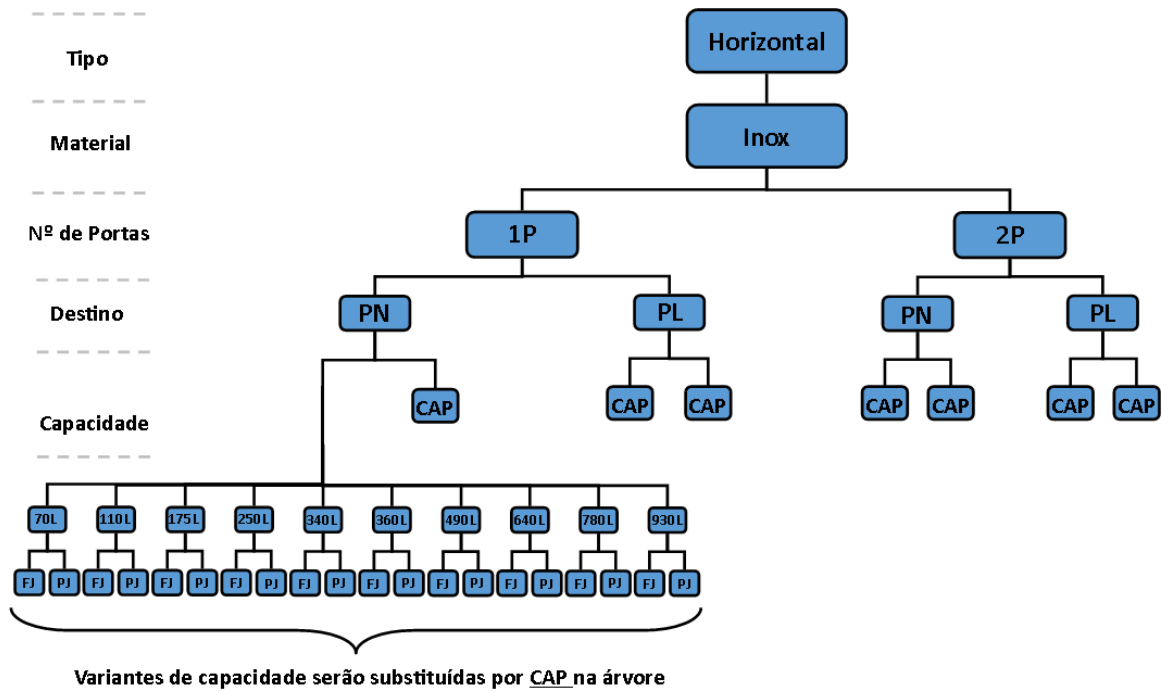 Horizontal
Tipo
Material
Inox
Nº de Portas
1P
2P
Destino
PN
PL
PN
PL
CAP
CAP
CAP
CAP
CAP
CAP
CAP
Capacidade
70L
110L
175L
250L
340L
360L
490L
640L
780L
930L
FJ
PJ
FJ
PJ
FJ
PJ
FJ
PJ
FJ
PJ
FJ
PJ
FJ
PJ
FJ
PJ
FJ
PJ
FJ
PJ
Variantes de capacidade serão substituídas por CAP na árvore